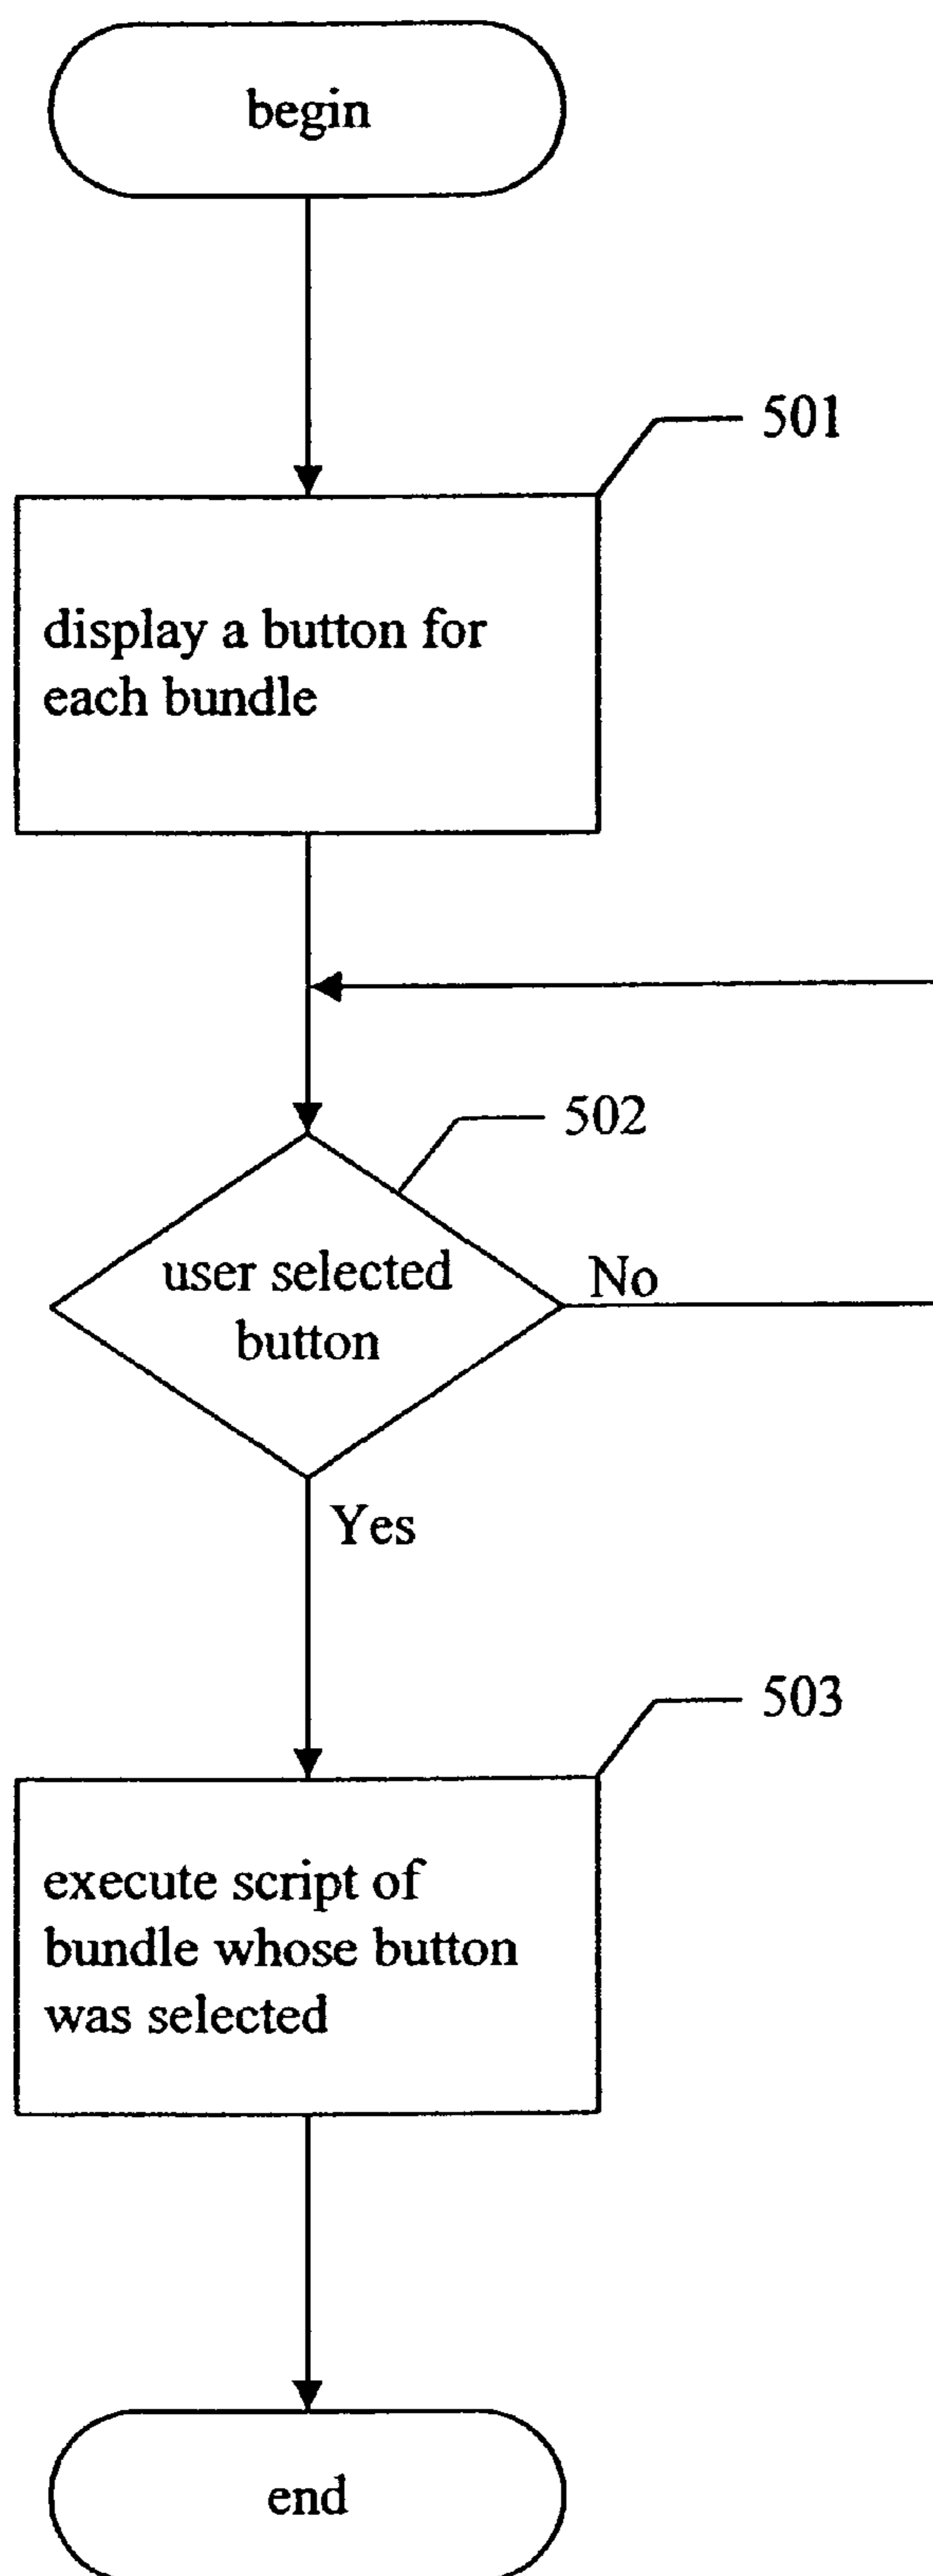 begin
501
display a button for
each bundle
502
user selected
button
No
Yes
503
execute script of
bundle whose button
was selected
end